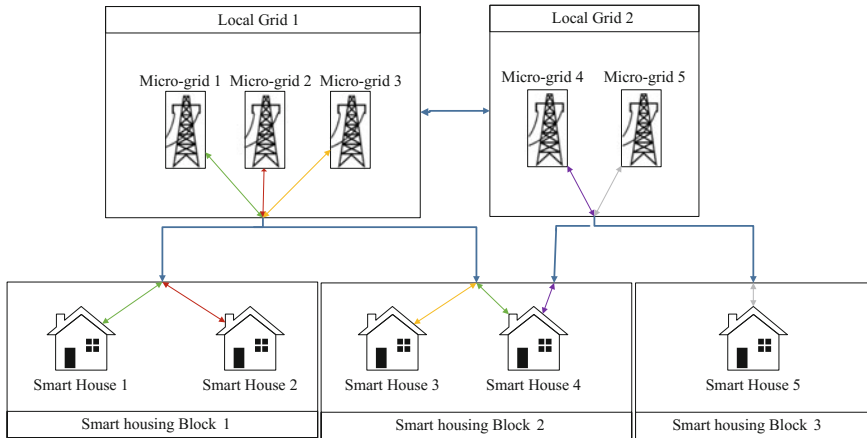 Local Grid 1
Local Grid 2
Micro-grid 1 Micro-grid 2 Micro-grid 3
Micro-grid 4 Micro-grid 5
Smart House 1
Smart House 2
Smart House 3
Smart House 4
Smart House 5
Smart housing Block 1
Smart housing Block 2
Smart housing Block 3